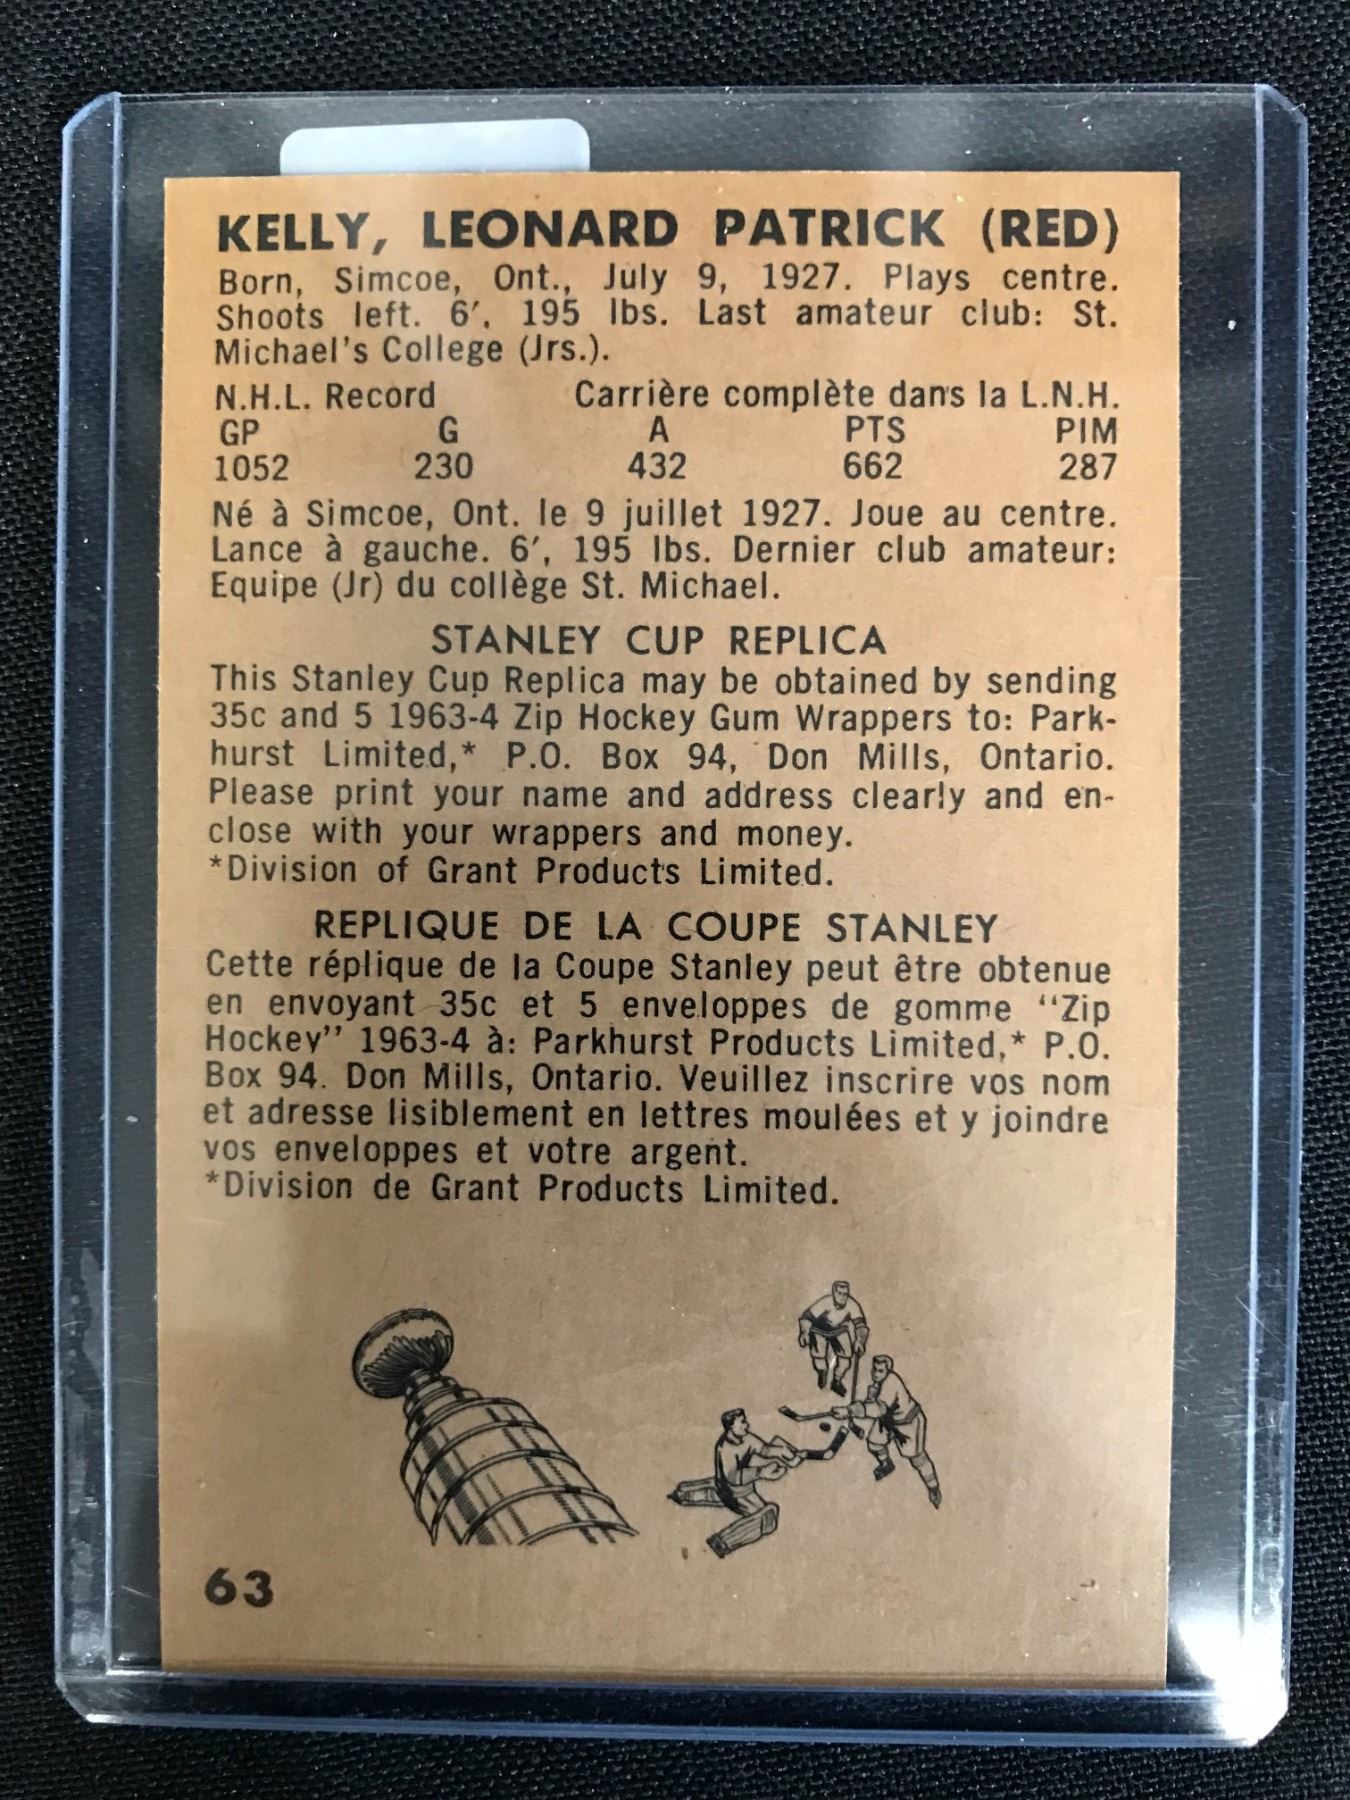 KELLY, LEONARD PATRICK (RED)
Born, Simcoe, Ont., July 9, 1927. Plays centre.
Shoots left. 6′, 195 lbs. Last amateur club: St.
Michael's College (Jrs.).
N.H.L. Record Carrière complète dans la L.N.H.
GP G A PTS PIM
1052 230 432 662 287
Né à Simcoe, Ont. le 9 juillet 1927. Joue au centre.
Lance à gauche. 6′, 195 lbs. Dernier club amateur:
Equipe (Jr) du collège St. Michael.
STANLEY CUP REPLICA
This Stanley Cup Replica may be obtained by sending
35c and 5 1963-4 Zip Hockey Gum Wrappers to: Park-
hurst Limited,* P.O. Box 94, Don Mills, Ontario.
Please print your name and address clearly and en-
close with your wrappers and money.
*Division of Grant Products Limited.
REPLIQUE DE LA COUPE STANLEY
Cette réplique de la Coupe Stanley peut être obtenue
en envoyant 35c et 5 enveloppes de gomme "Zip
Hockey" 1963-4 à: Parkhurst Products Limited,* P.O.
Box 94. Don Mills, Ontario. Veuillez inscrire vos nom
et adresse lisiblement en lettres moulées et y joindre
vos enveloppes et votre argent.
*Division de Grant Products Limited.
63